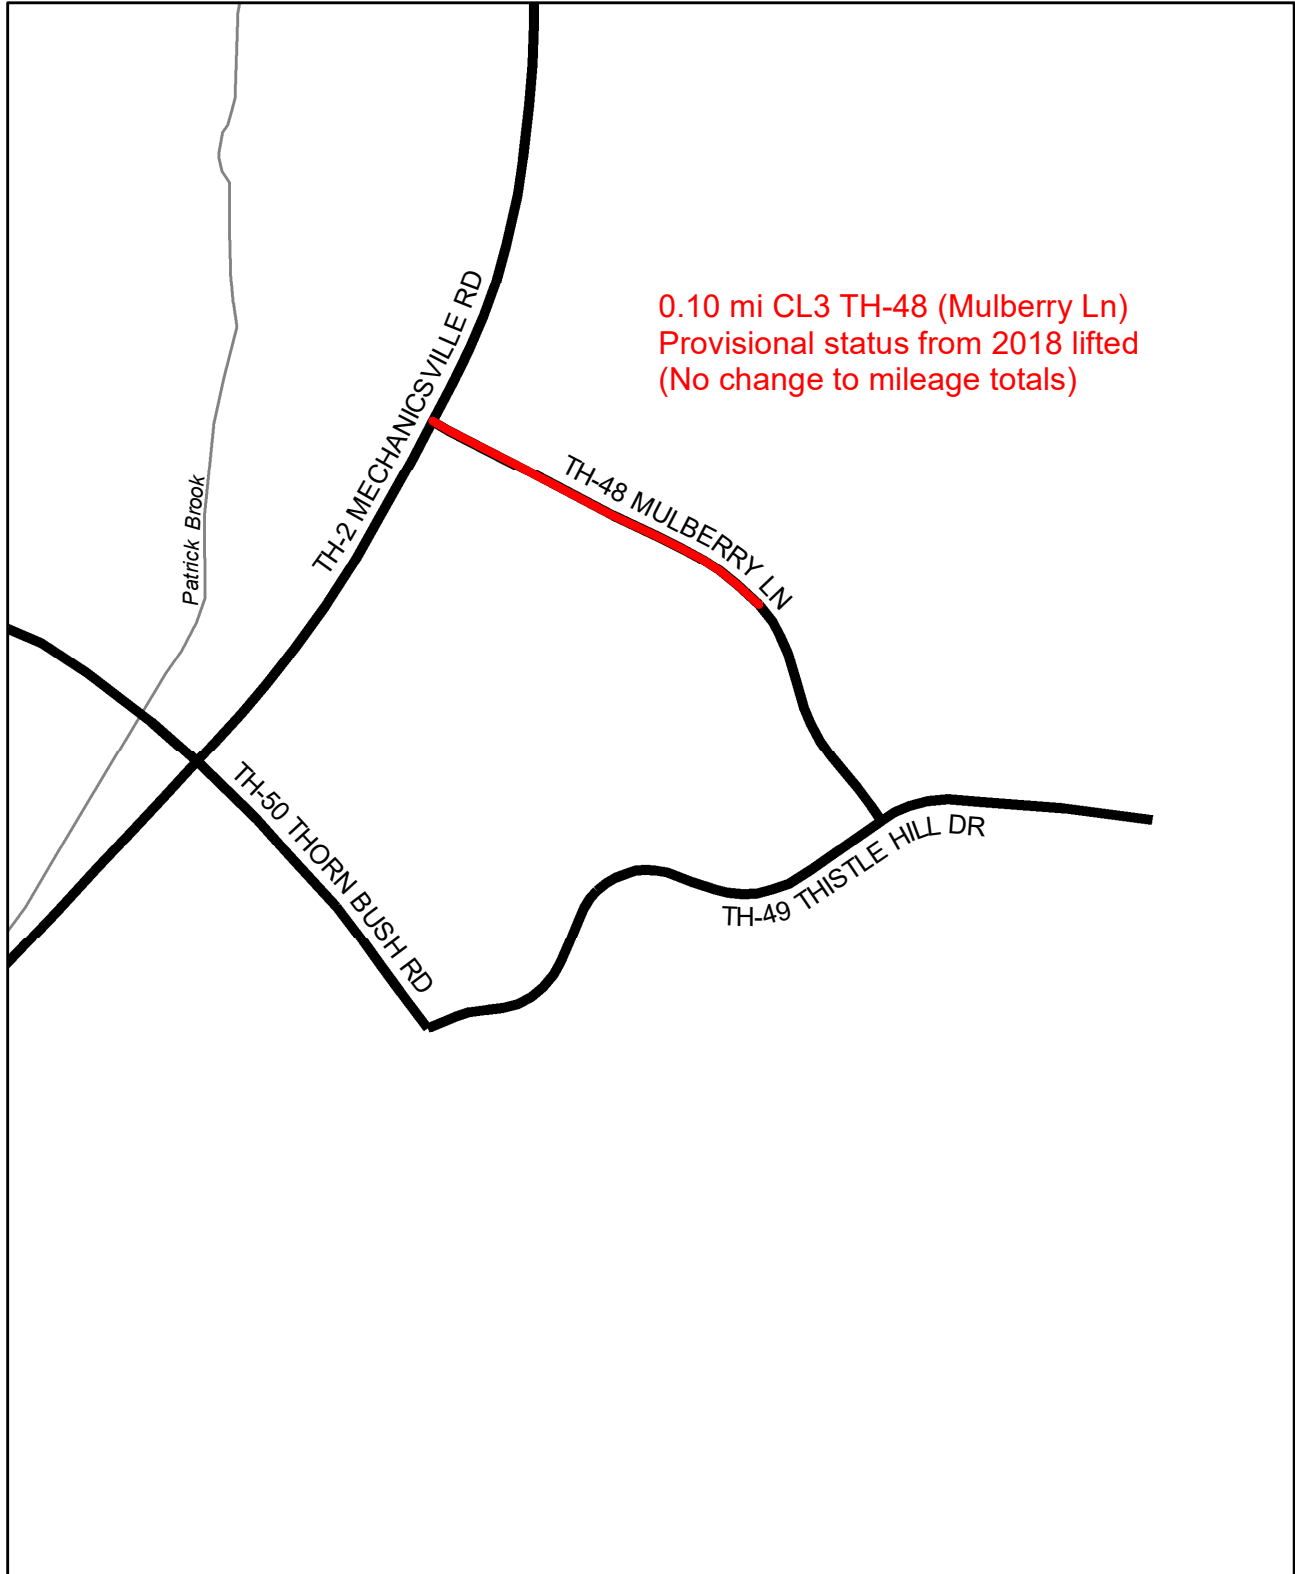 TH-2 MECHANICSVILLE RD
0.10 mi CL3 TH-48 (Mulberry Ln)
Provisional status from 2018 lifted
(No change to mileage totals)
TH-48 MULBERRY LN
Patrick Brook
TH-50 THORN BUSH RD
TH-49 THISTLE HILL DR